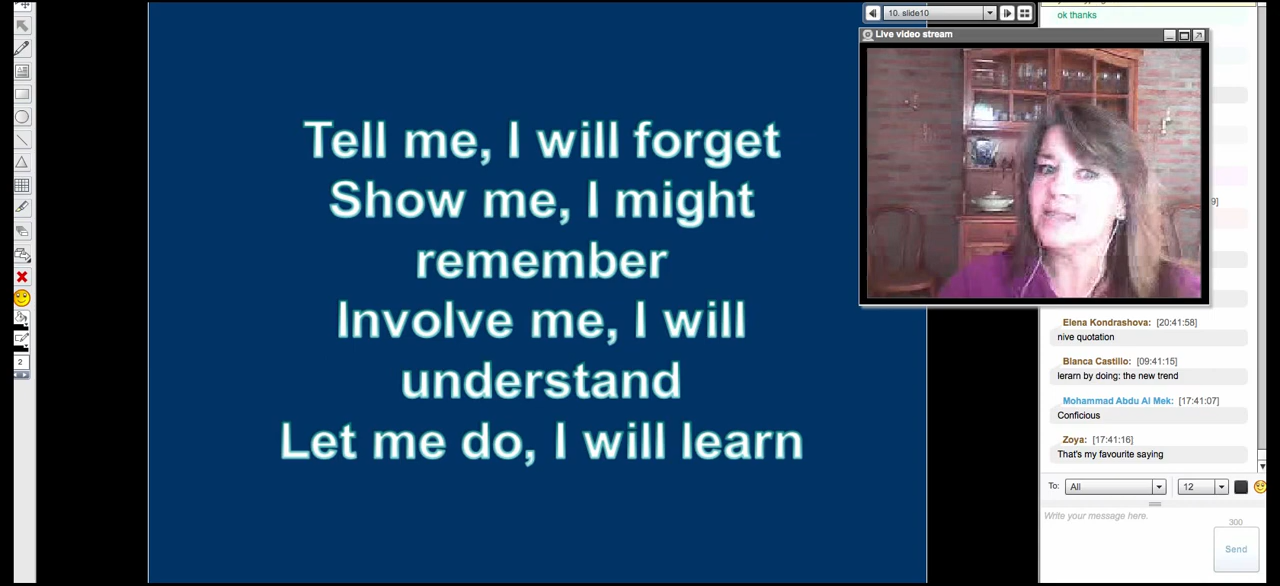 10. slide10
ok thanks
Live video stream
9]
Tell me, I will forget
Show me, I might
remember
Involve me, I will
understand
Let me do, I will learn
Elena Kondrashova: [20:41:58]
nive quotation
Blanca Castillo: [09:41:15]
lerarn by doing: the new trend
Mohammad Abdu Al Mek: [17:41:07]
Conficious
Zoya: [17:41:16]
That's my favourite saying
2
To: All 12
Write your message here.
300
Send